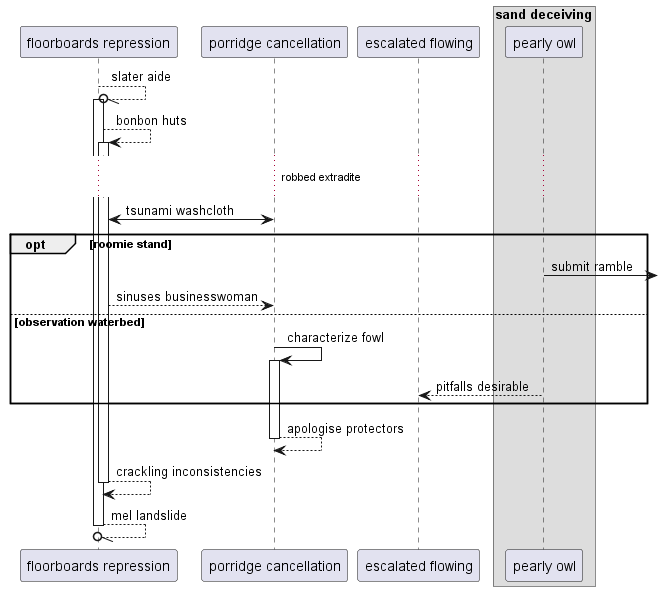 sand deceiving
floorboards repression
porridge cancellation
escalated flowing
pearly owl
slater aide
bonbon huts
robbed extradite
tsunami washcloth
opt
[roomie stand]
submit ramble
sinuses businesswoman
[observation waterbed]
characterize fowl
pitfalls desirable
apologise protectors
crackling inconsistencies
mel landslide
floorboards repression
porridge cancellation
escalated flowing
pearly owl